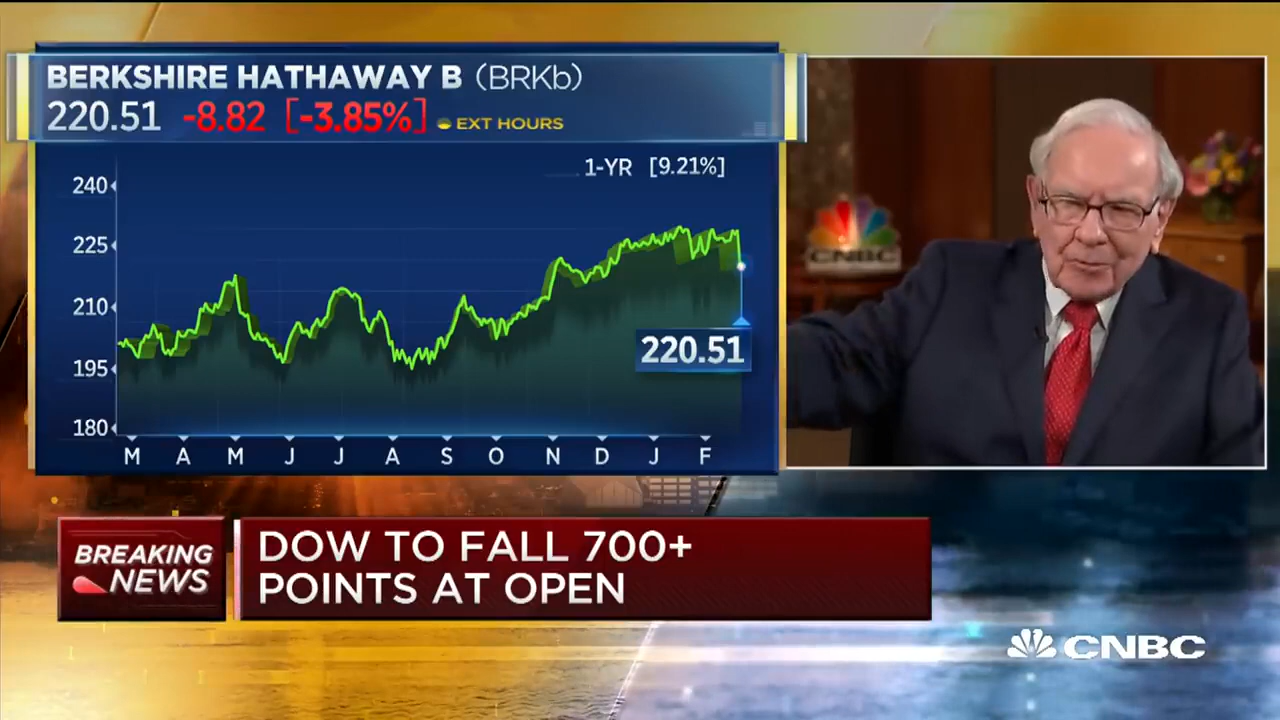 BERKSHIRE HATHAWAY B (BRKb)
220.51 -8.82 [-3.85%] EXT HOURS
1-YR [9.21%]
240
225
210
195
180
220.51
M A M J J A S O N D J F
CNBC
BREAKING
NEWS
DOW TO FALL 700+
POINTS AT OPEN
CNBC